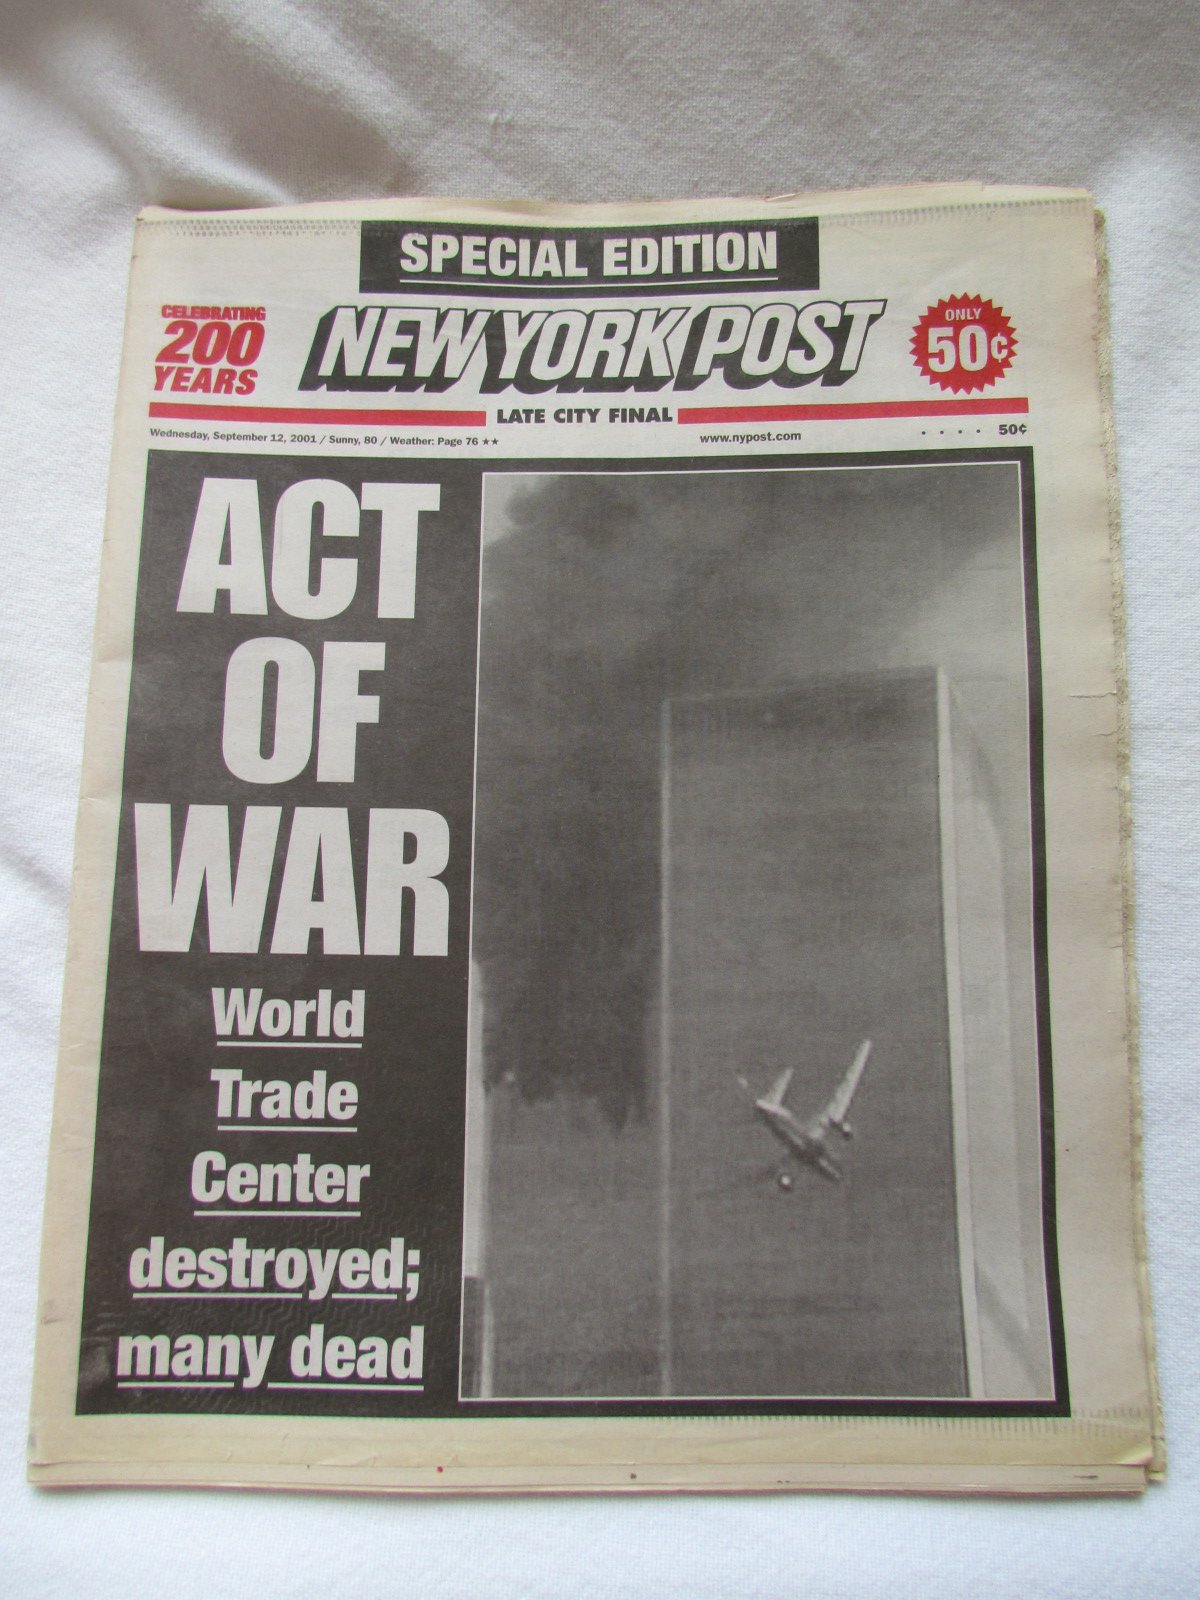 SPECIAL EDITION
CELEBRATING
200
YEARS
NEW YORK POST
ONLY
50¢
LATE CITY FINAL
Wednesday, September 12, 2001 / Sunny, 80 / Weather: Page 76 ★★
www.nypost.com
• • • • 50¢
ACT
OF
WAR
World
Trade
Center
destroyed;
many dead